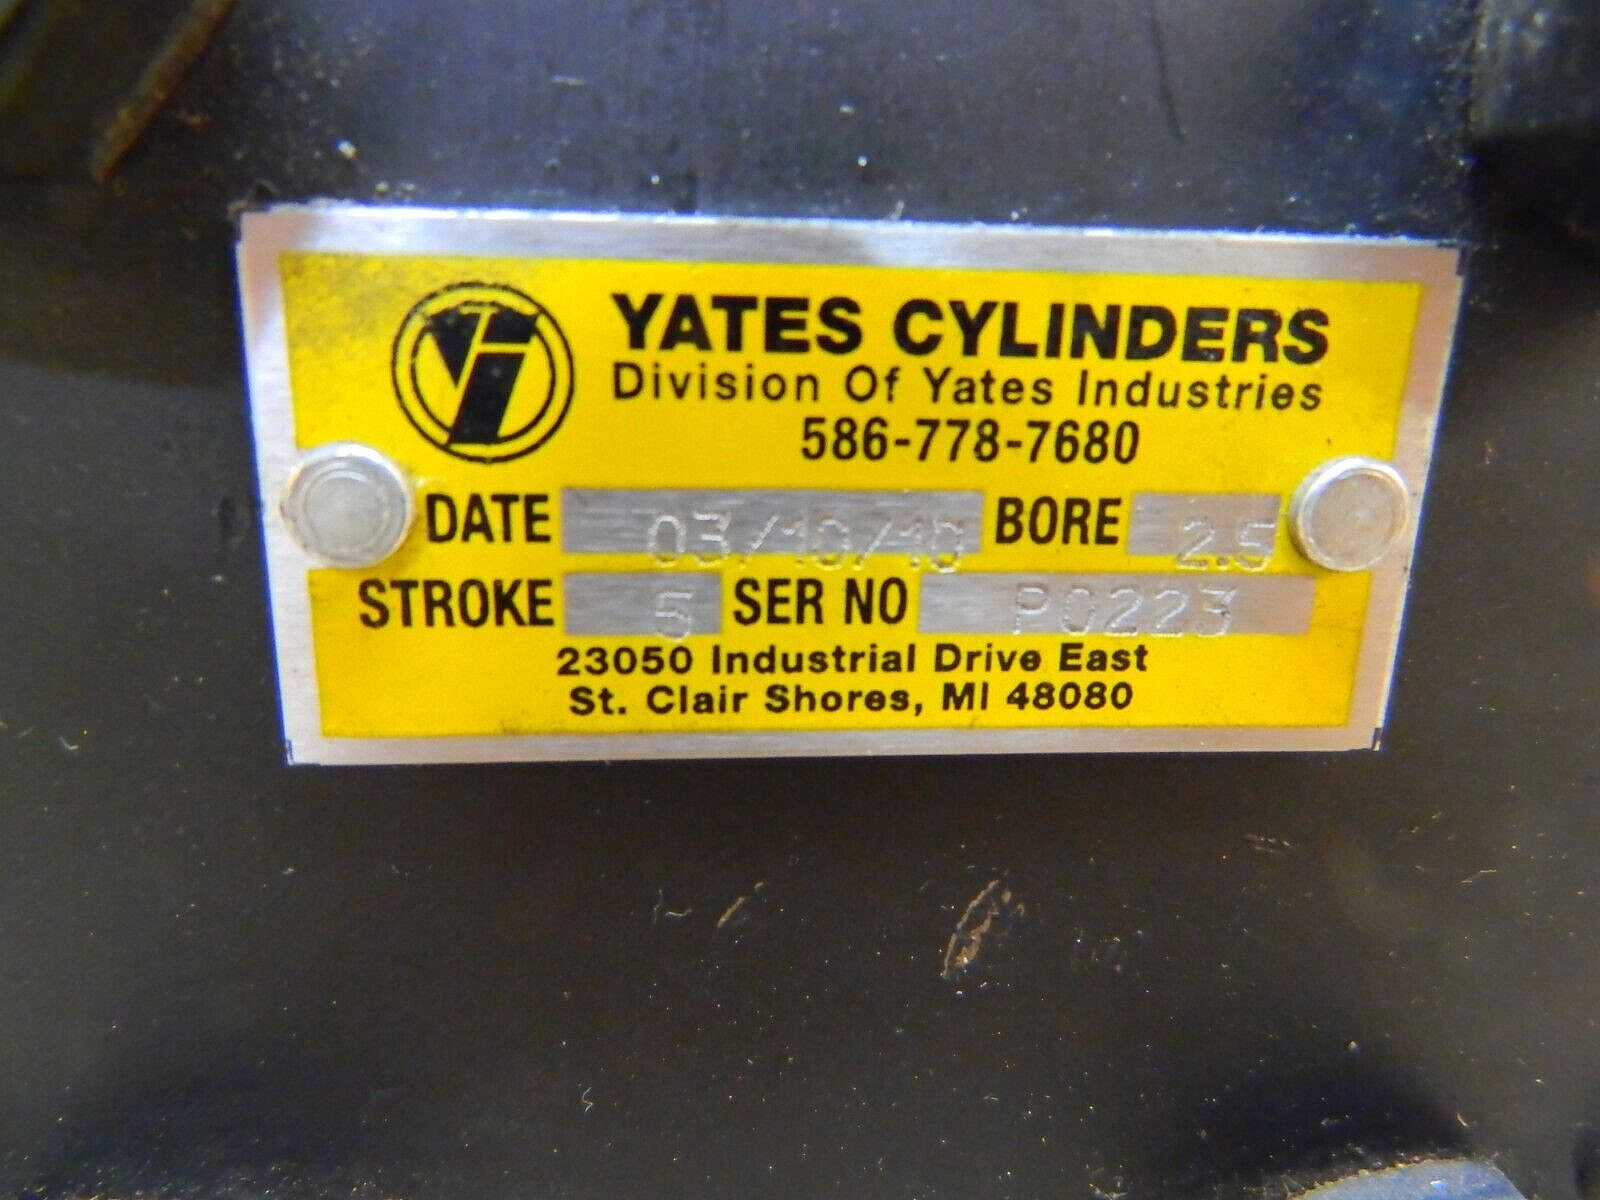 YATES CYLINDERS
Division Of Yates Industries
586-778-7680
DATE 03/10/10 BORE 2.5
STROKE 5 SER NO P0223
23050 Industrial Drive East
St. Clair Shores, MI 48080